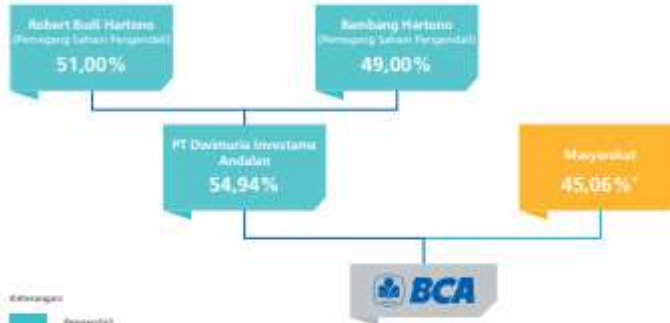 Robert Budi Hartono
(Pemegang Saham Pengendali)
51,00%
Bambang Hartono
(Pemegang Saham Pengendali)
49,00%
PT Dwimuria Investama
Andalan
54,94%
Masyarakat
45,06%*
BCA
Keterangan:
Pengendali